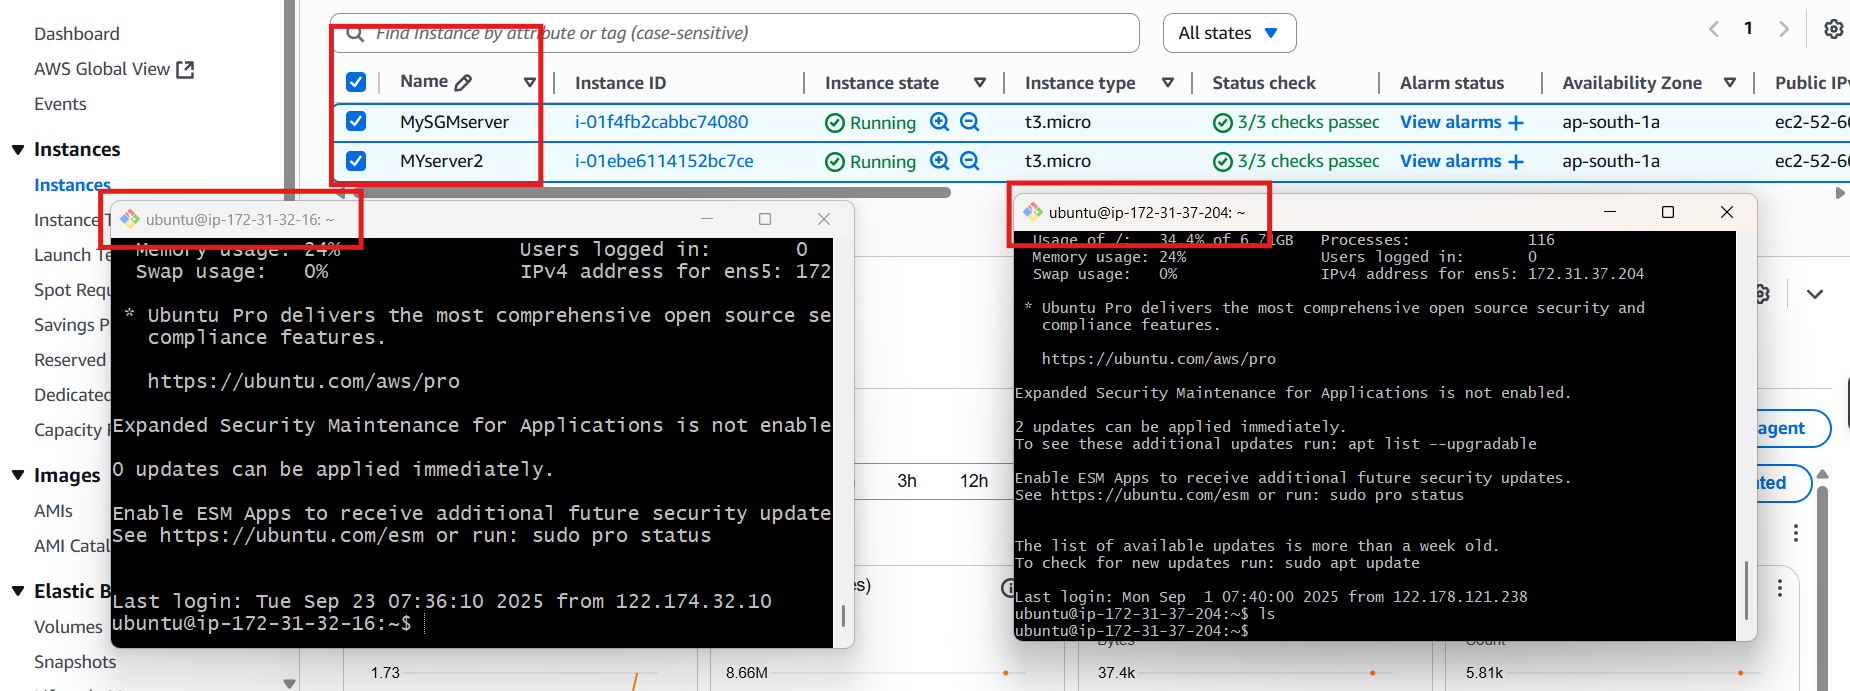 Dashboard
AWS Global View
Events
Instances
Instances
Instance T
Launch Te
Spot Requ
Savings P
Reserved
Dedicated
Capacity R
Images
AMIs
AMI Catal
Elastic B
Volumes
Snapshots
Find Instance by attribute or tag (case-sensitive)
All states
1
Name Instance ID Instance state Instance type Status check Alarm status Availability Zone Public IPv
MySGMserver i-01f4fb2cabbc74080 Running t3.micro 3/3 checks passec View alarms + ap-south-1a ec2-52-6
MYserver2 i-01ebe6114152bc7ce Running t3.micro 3/3 checks passec View alarms + ap-south-1a ec2-52-6
ubuntu@ip-172-31-32-16: ~
Memory usage: 24% Users logged in: 0
Swap usage: 0% IPv4 address for ens5: 172
* Ubuntu Pro delivers the most comprehensive open source se
compliance features.
https://ubuntu.com/aws/pro
Expanded Security Maintenance for Applications is not enable
0 updates can be applied immediately.
Enable ESM Apps to receive additional future security update
See https://ubuntu.com/esm or run: sudo pro status
Last login: Tue Sep 23 07:36:10 2025 from 122.174.32.10
ubuntu@ip-172-31-32-16:~$
ubuntu@ip-172-31-37-204: ~
Usage of /: 34.4% of 6.71GB Processes: 116
Memory usage: 24% Users logged in: 0
Swap usage: 0% IPv4 address for ens5: 172.31.37.204
* Ubuntu Pro delivers the most comprehensive open source security and
compliance features.
https://ubuntu.com/aws/pro
Expanded Security Maintenance for Applications is not enabled.
2 updates can be applied immediately.
To see these additional updates run: apt list --upgradable
Enable ESM Apps to receive additional future security updates.
See https://ubuntu.com/esm or run: sudo pro status
The list of available updates is more than a week old.
To check for new updates run: sudo apt update
Last login: Mon Sep 1 07:40:00 2025 from 122.178.121.238
ubuntu@ip-172-31-37-204:~$ ls
ubuntu@ip-172-31-37-204:~$
agent
3h 12h
ted
es)
Bytes
Count
1.73 8.66M 37.4k 5.81k